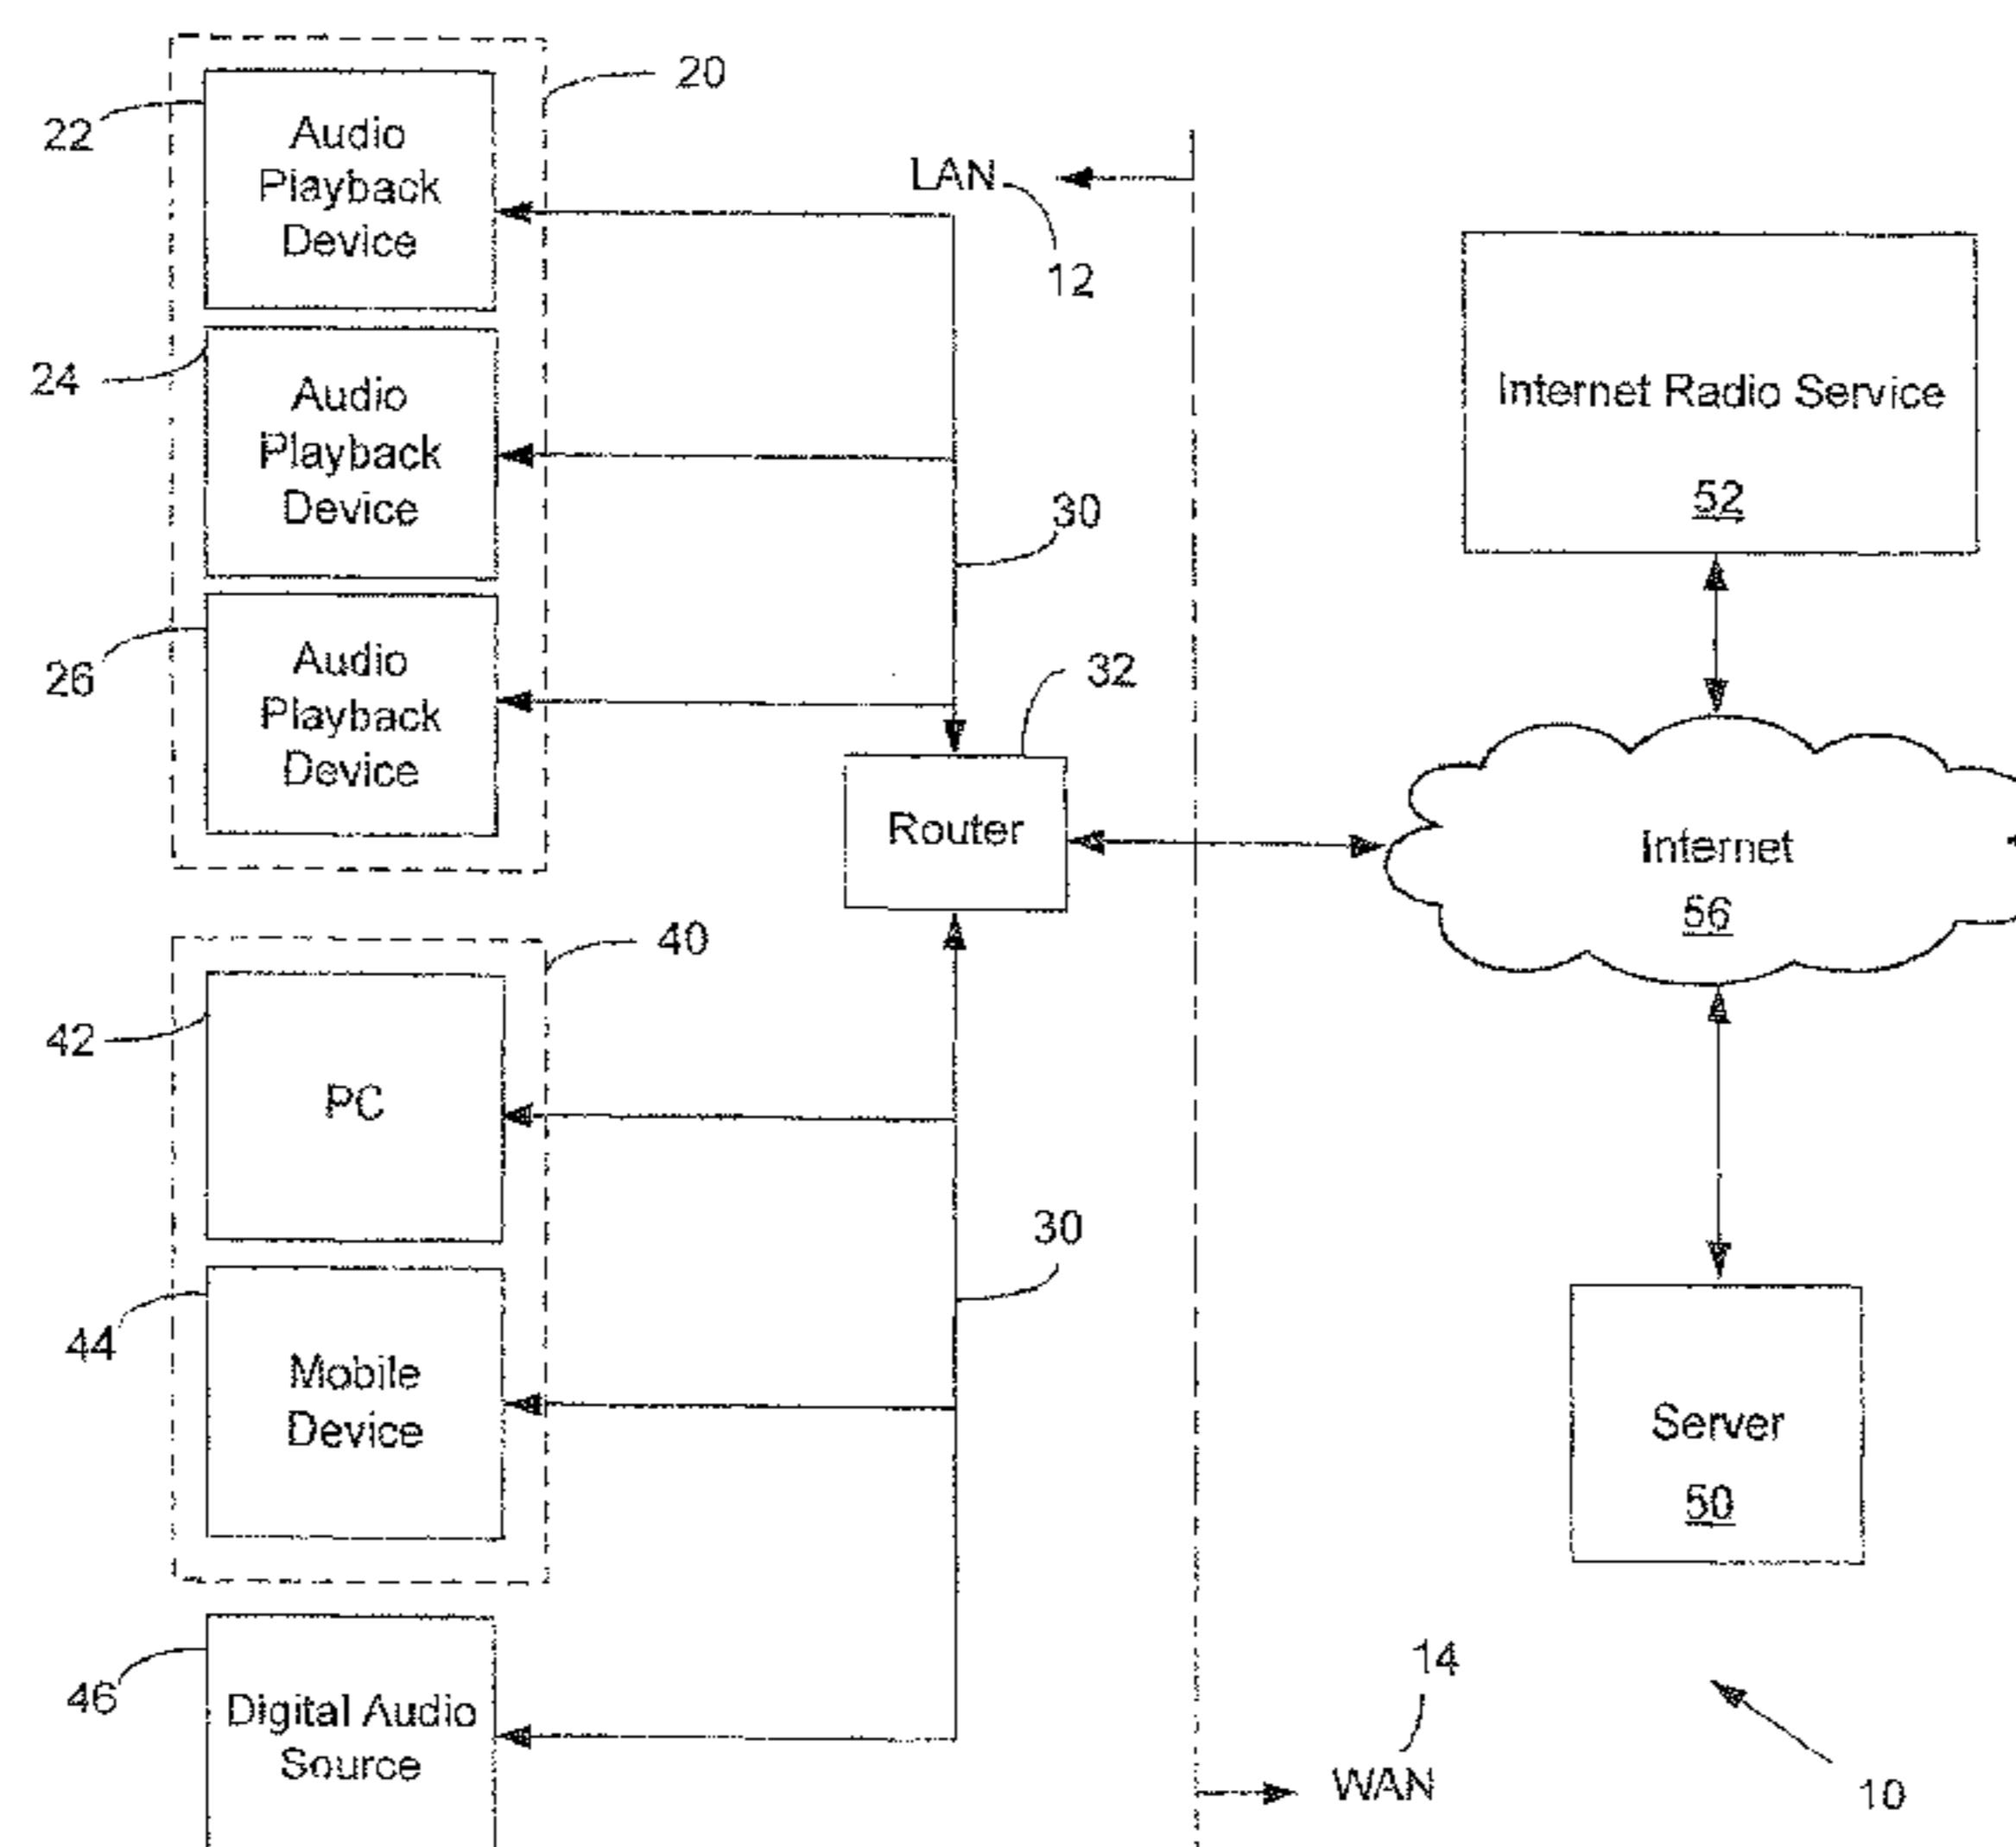 20
22
Audio
Playback
Device
LAN
12
24
Audio
Playback
Device
30
Internet Radio Service
52
26
Audio
Playback
Device
32
Router
Internet
56
40
42
PC
30
44
Mobile
Device
Server
50
46
Digital Audio
Source
14
WAN
10